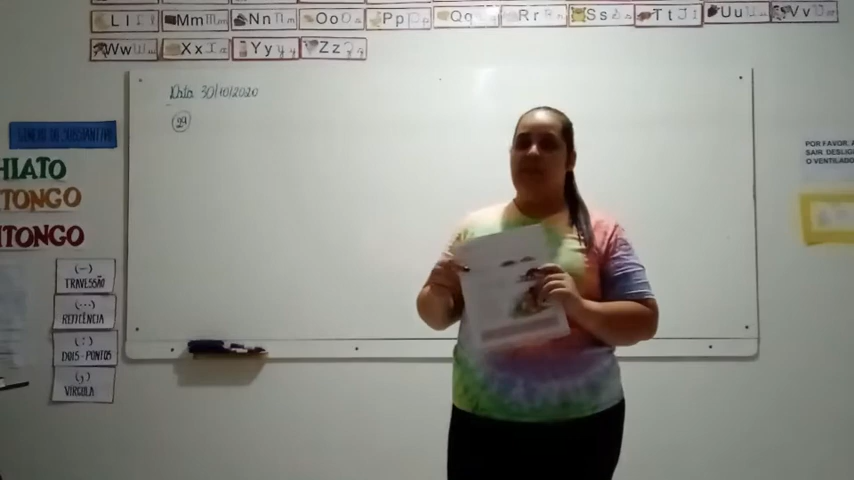 Ll Mm Nn Oo Pp Qq Rr Ss Tt Uu Vv
Ww Xx Yy Zz
Data 30/10/2020
29
HIATO
TONGO
ITONGO
(—)
TRAVESSÃO
(...)
RETICÊNCIA
(:)
DOIS-PONTOS
(;)
VÍRGULA
POR FAVOR, A
SAIR DESLIG
O VENTILADO